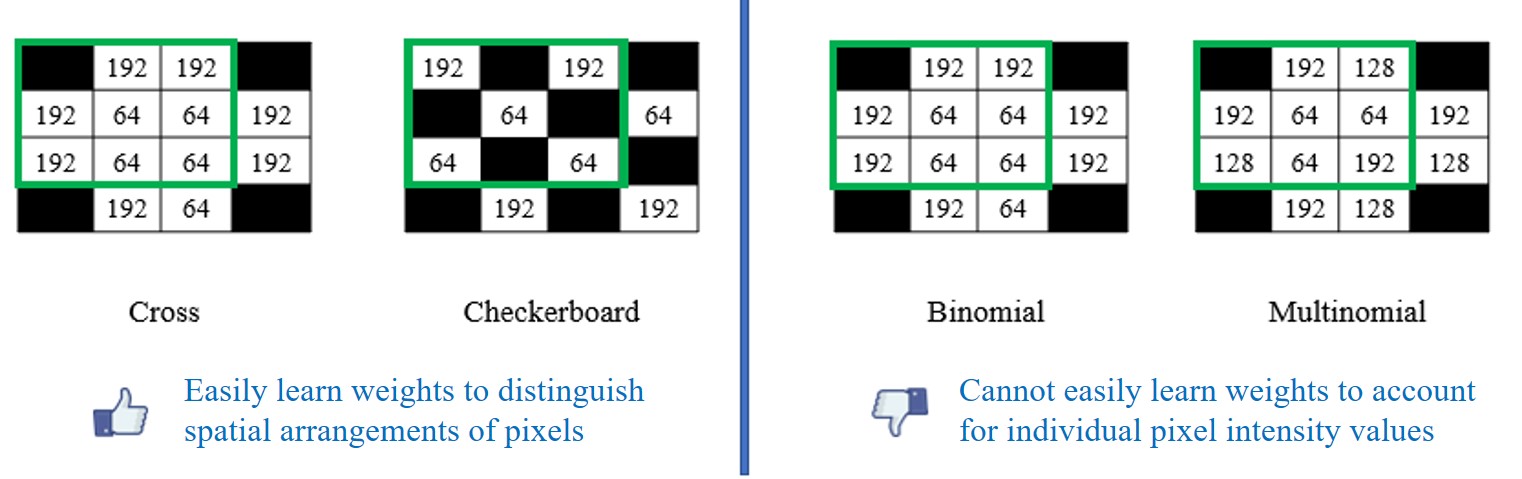 192 192 192 192 192 128
192 64 64 192 64 64 192 64 64 192 192 64 64 192
192 64 64 192 64 64 192 64 64 192 128 64 192 128
192 64 192 192 192 64 192 128
Cross Checkerboard Binomial Multinomial
Easily learn weights to distinguish
spatial arrangements of pixels
Cannot easily learn weights to account
for individual pixel intensity values